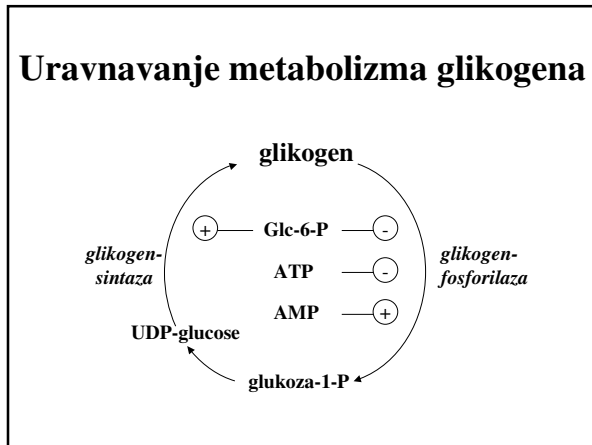 Uravnavanje metabolizma glikogena
glikogen
+ Glc-6-P -
glikogen-
sintaza
ATP -
glikogen-
fosforilaza
AMP +
UDP-glucose
glukoza-1-P